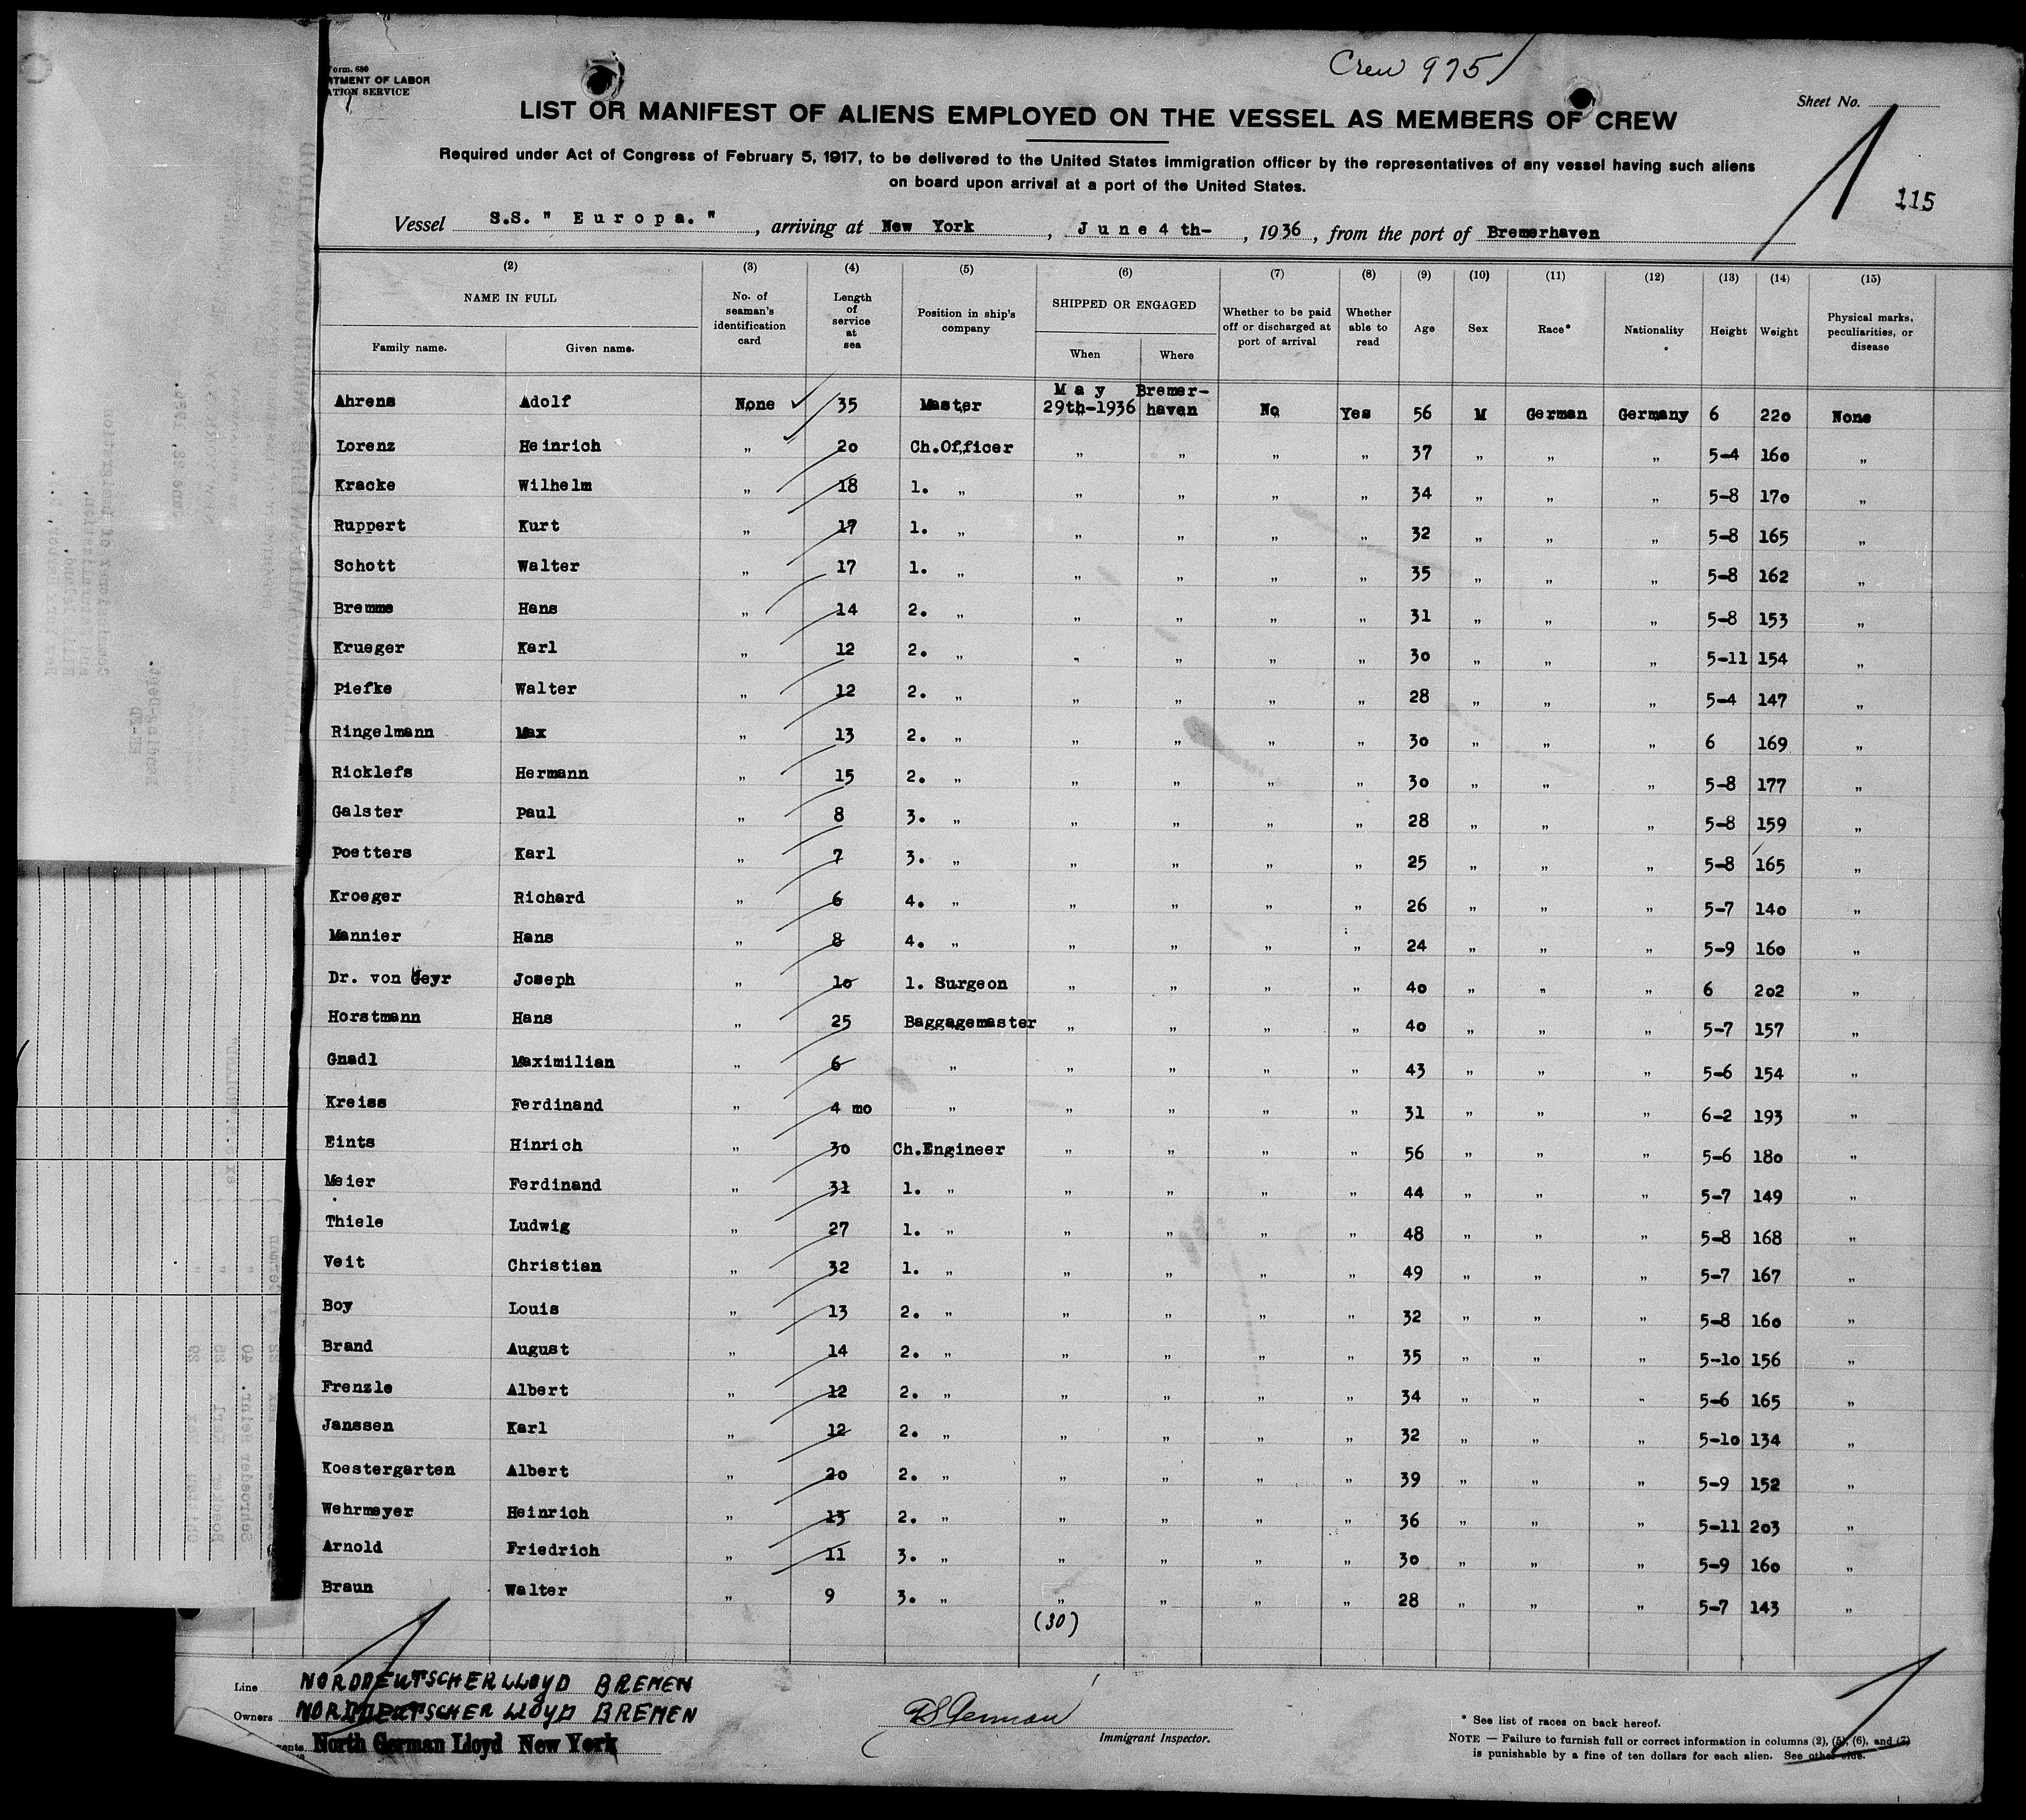 Crew 975
Form. 680
RTMENT OF LABOR
ATION SERVICE
Sheet No.
LIST OR MANIFEST OF ALIENS EMPLOYED ON THE VESSEL AS MEMBERS OF CREW
Required under Act of Congress of February 5, 1917, to be delivered to the United States immigration officer by the representatives of any vessel having such aliens
on board upon arrival at a port of the United States.
115
Vessel S.S. " Europa. " , arriving at New York , June 4 th- , 1936 , from the port of Bremerhaven
(2) (3) (4) (5) (6) (7) (8) (9) (10) (11) (12) (13) (14) (15)
NAME IN FULL Family name. Given name. No. of seaman's identification card Length of service at sea Position in ship's company SHIPPED OR ENGAGED When Where Whether to be paid off or discharged at port of arrival Whether able to read Age Sex Race* Nationality Height Weight Physical marks, peculiarities, or disease
Ahrens Adolf None 35 Master May 29th-1936 Bremer-haven No Yes 56 M German Germany 6 220 None
Lorenz Heinrich „ 20 Ch.Officer „ „ „ „ 37 „ „ „ 5-4 160 „
Kracke Wilhelm „ 18 1. „ „ „ „ „ 34 „ „ „ 5-8 170 „
Ruppert Kurt „ 17 1. „ „ „ „ „ 32 „ „ „ 5-8 165 „
Schott Walter „ 17 1. „ „ „ „ „ 35 „ „ „ 5-8 162 „
Bremme Hans „ 14 2. „ „ „ „ „ 31 „ „ „ 5-8 153 „
Krueger Karl „ 12 2. „ „ „ „ „ 30 „ „ „ 5-11 154 „
Piefke Walter „ 12 2. „ „ „ „ „ 28 „ „ „ 5-4 147 „
Ringelmann Max „ 13 2. „ „ „ „ „ 30 „ „ „ 6 169 „
Ricklefs Hermann „ 15 2. „ „ „ „ „ 30 „ „ „ 5-8 177 „
Galster Paul „ 8 3. „ „ „ „ „ 28 „ „ „ 5-8 159 „
Poetters Karl „ 7 3. „ „ „ „ „ 25 „ „ „ 5-8 165 „
Kroeger Richard „ 6 4. „ „ „ „ „ 26 „ „ „ 5-7 140 „
Mannier Hans „ 8 4. „ „ „ „ „ 24 „ „ „ 5-9 160 „
Dr. von Geyr Joseph „ 10 1. Surgeon „ „ „ „ 40 „ „ „ 6 202 „
Horstmann Hans „ 25 Baggagemaster „ „ „ „ 40 „ „ „ 5-7 157 „
Gnadl Maximilian „ 6 „ „ „ „ „ 43 „ „ „ 5-6 154 „
Kreiss Ferdinand „ 4 mo „ „ „ „ „ 31 „ „ „ 6-2 193 „
Eints Hinrich „ 30 Ch.Engineer „ „ „ „ 56 „ „ „ 5-6 180 „
Meier Ferdinand „ 31 1. „ „ „ „ „ 44 „ „ „ 5-7 149 „
Thiele Ludwig „ 27 1. „ „ „ „ „ 48 „ „ „ 5-8 168 „
Veit Christian „ 32 1. „ „ „ „ „ 49 „ „ „ 5-7 167 „
Boy Louis „ 13 2. „ „ „ „ „ 32 „ „ „ 5-8 160 „
Brand August „ 14 2. „ „ „ „ „ 35 „ „ „ 5-10 156 „
Frenzle Albert „ 12 2. „ „ „ „ „ 34 „ „ „ 5-6 165 „
Janssen Karl „ 12 2. „ „ „ „ „ 32 „ „ „ 5-10 134 „
Koestergarten Albert „ 20 2. „ „ „ „ „ 39 „ „ „ 5-9 152 „
Wehrmeyer Heinrich „ 13 2. „ „ „ „ „ 36 „ „ „ 5-11 203 „
Arnold Friedrich „ 11 3. „ „ „ „ „ 30 „ „ „ 5-9 160 „
Braun Walter „ 9 3. „ „ „ „ „ 28 „ „ „ 5-7 143 „
(30)
Line NORDDEUTSCHER LLOYD BREMEN
Owners NORDDEUTSCHER LLOYD BREMEN
North German Lloyd New York
Immigrant Inspector.
* See list of races on back hereof.
NOTE — Failure to furnish full or correct information in columns (2), (5), (6), and (7)
is punishable by a fine of ten dollars for each alien. See other side.